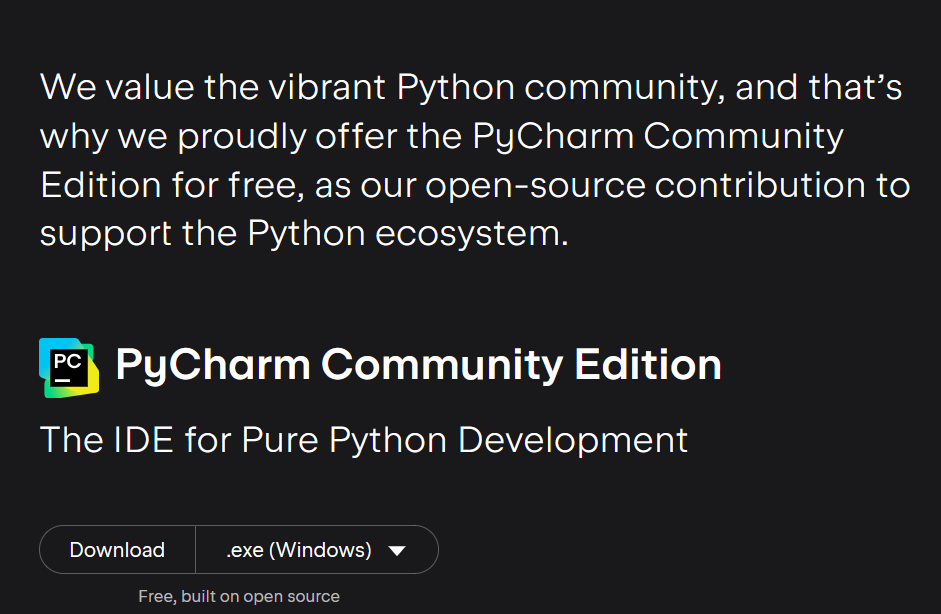 We value the vibrant Python community, and that’s
why we proudly offer the PyCharm Community
Edition for free, as our open-source contribution to
support the Python ecosystem.
PC
PyCharm Community Edition
The IDE for Pure Python Development
Download
.exe (Windows)
Free, built on open source